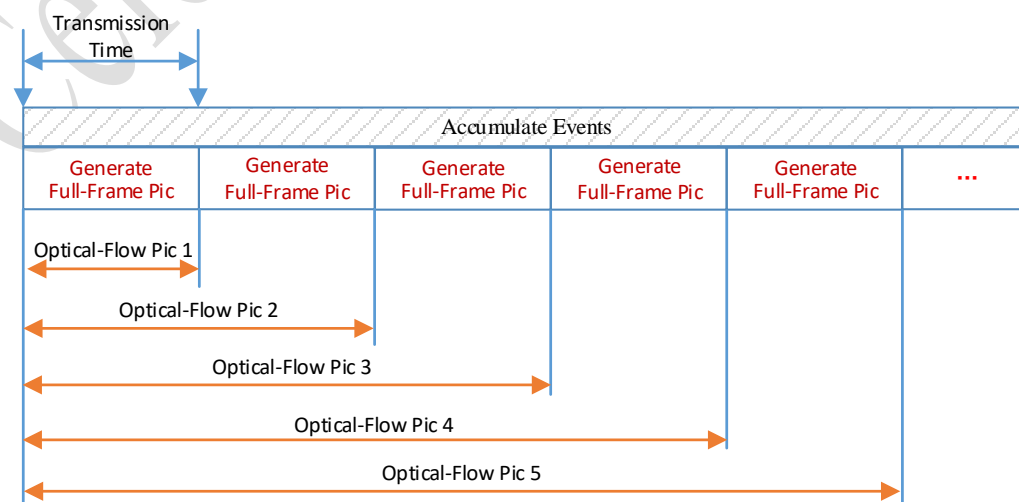 Transmission
Time
Accumulate Events
Generate
Full-Frame Pic
Generate
Full-Frame Pic
Generate
Full-Frame Pic
Generate
Full-Frame Pic
Generate
Full-Frame Pic
...
Optical-Flow Pic 1
Optical-Flow Pic 2
Optical-Flow Pic 3
Optical-Flow Pic 4
Optical-Flow Pic 5